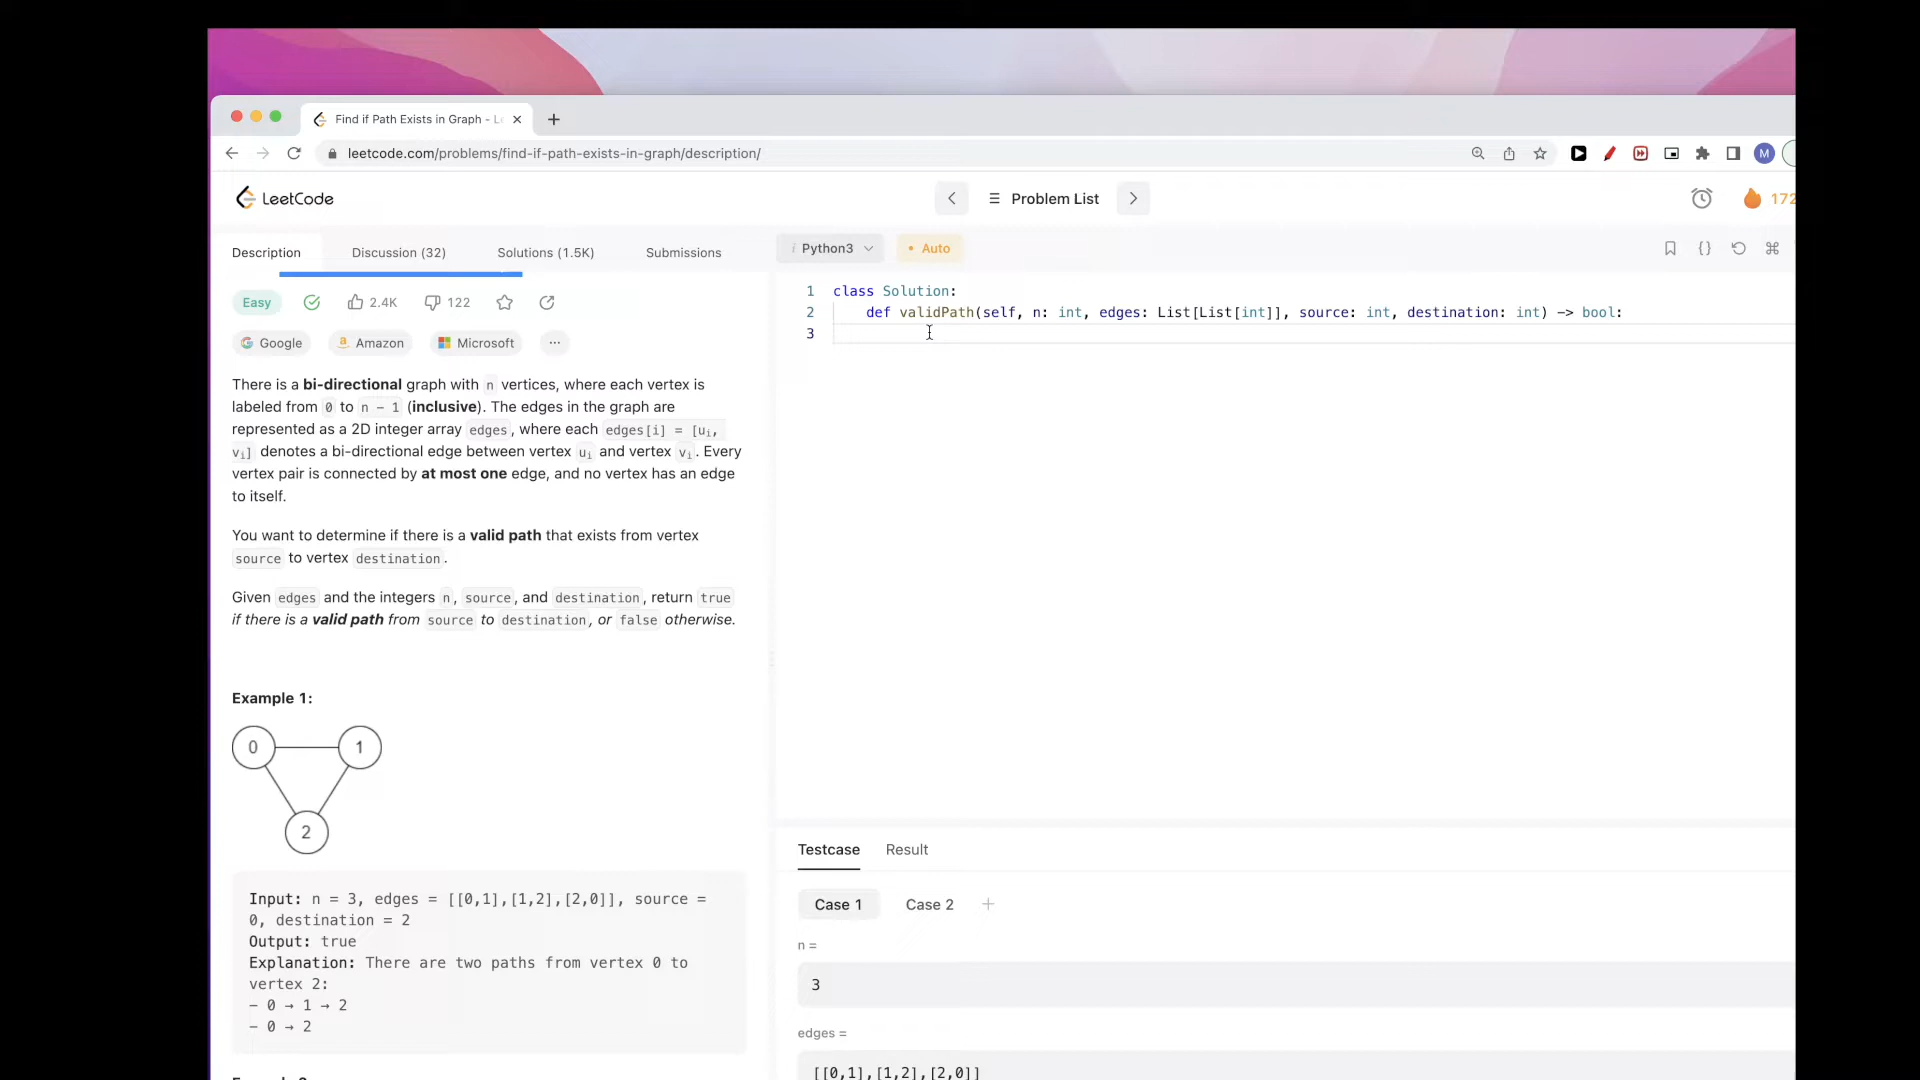 Find if Path Exists in Graph - L
leetcode.com/problems/find-if-path-exists-in-graph/description/
M
LeetCode
Problem List
172
Description
Discussion (32)
Solutions (1.5K)
Submissions
i Python3
• Auto
{}
Easy
2.4K
122
Google
Amazon
Microsoft
...
There is a bi-directional graph with n vertices, where each vertex is
labeled from 0 to n - 1 (inclusive). The edges in the graph are
represented as a 2D integer array edges, where each edges[i] = [ui,
vi] denotes a bi-directional edge between vertex ui and vertex vi. Every
vertex pair is connected by at most one edge, and no vertex has an edge
to itself.
You want to determine if there is a valid path that exists from vertex
source to vertex destination.
Given edges and the integers n, source, and destination, return true
if there is a valid path from source to destination, or false otherwise.
Example 1:
0
1
2
Input: n = 3, edges = [[0,1],[1,2],[2,0]], source =
0, destination = 2
Output: true
Explanation: There are two paths from vertex 0 to
vertex 2:
– 0 → 1 → 2
– 0 → 2
1 class Solution:
2 def validPath(self, n: int, edges: List[List[int]], source: int, destination: int) -> bool:
3
Testcase
Result
Case 1
Case 2
+
n =
3
edges =
[[0,1],[1,2],[2,0]]